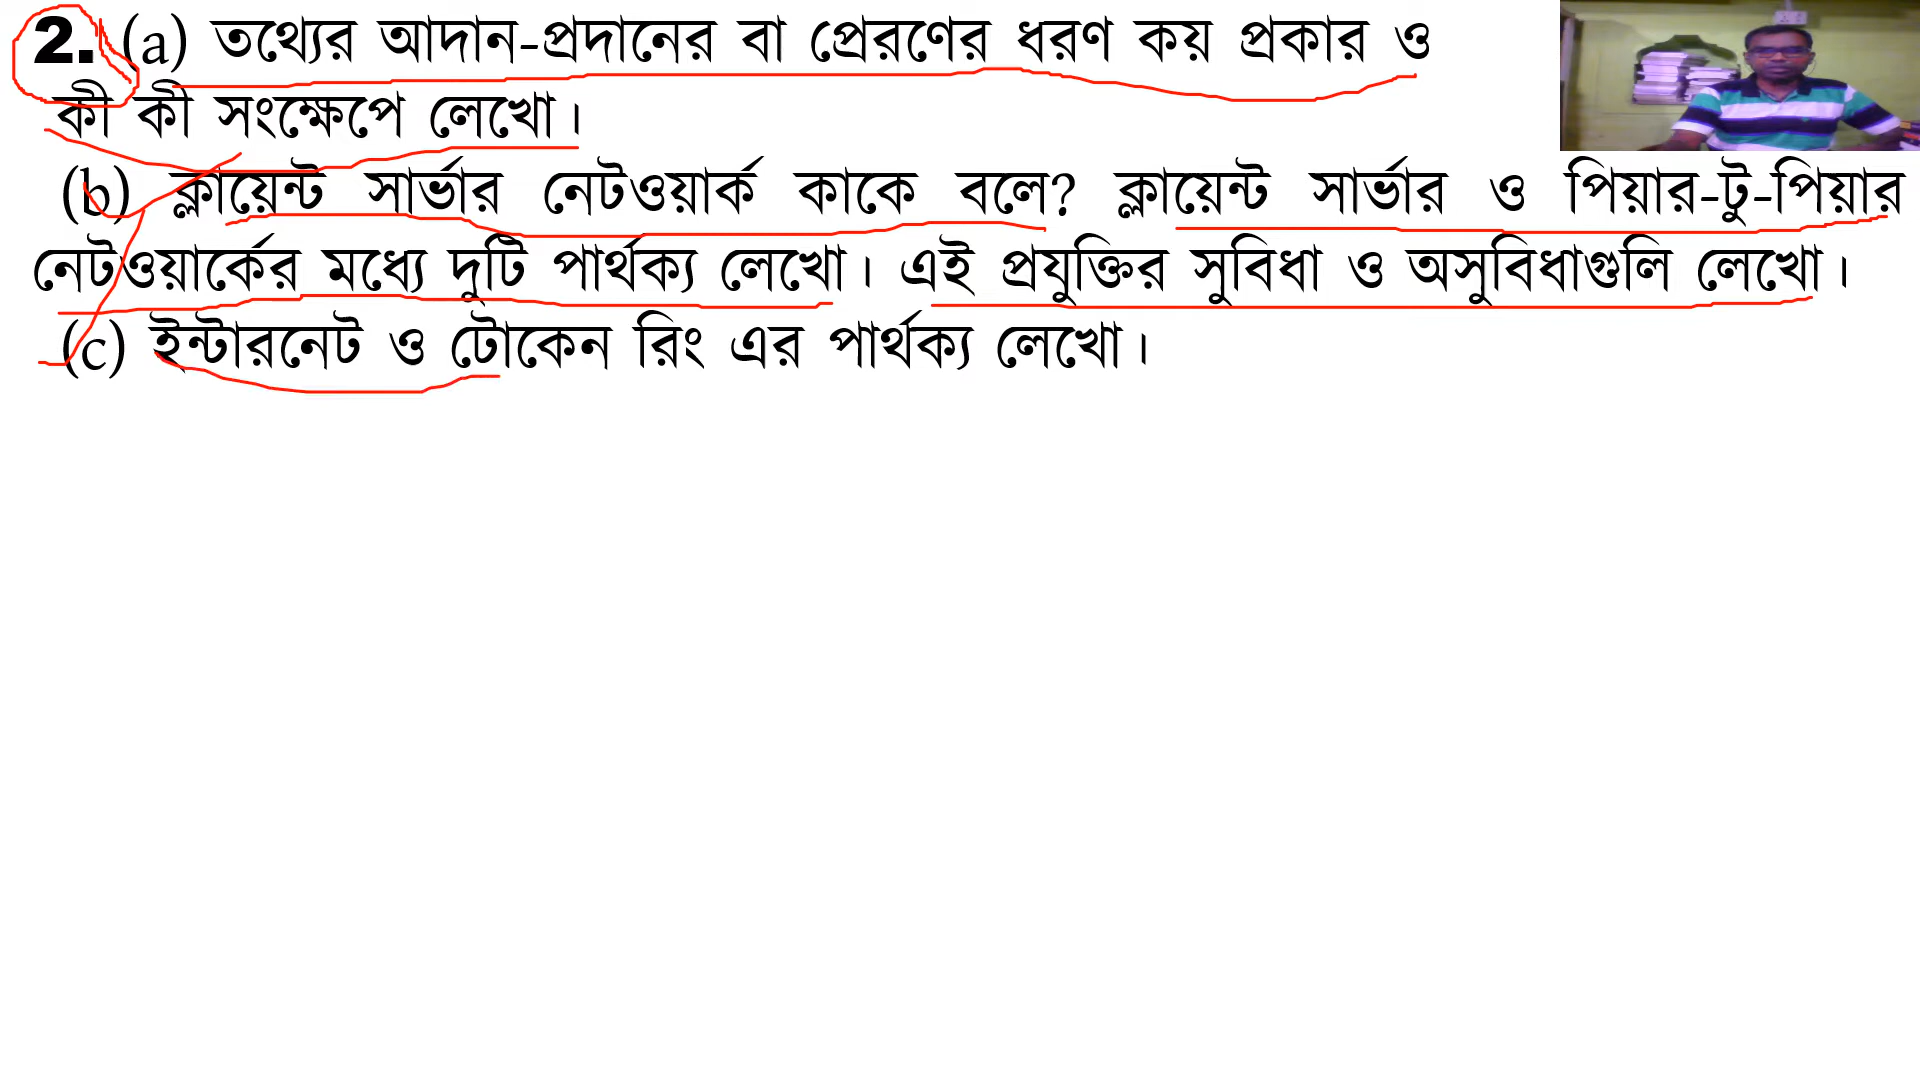 2. (a) তথ্যের আদান-প্রদানের বা প্রেরণের ধরণ কয় প্রকার ও
কী কী সংক্ষেপে লেখো।
(b) ক্লায়েন্ট সার্ভার নেটওয়ার্ক কাকে বলে? ক্লায়েন্ট সার্ভার ও পিয়ার-টু-পিয়ার
নেটওয়ার্কের মধ্যে দুটি পার্থক্য লেখো। এই প্রযুক্তির সুবিধা ও অসুবিধাগুলি লেখো।
(c) ইন্টারনেট ও টোকেন রিং এর পার্থক্য লেখো।